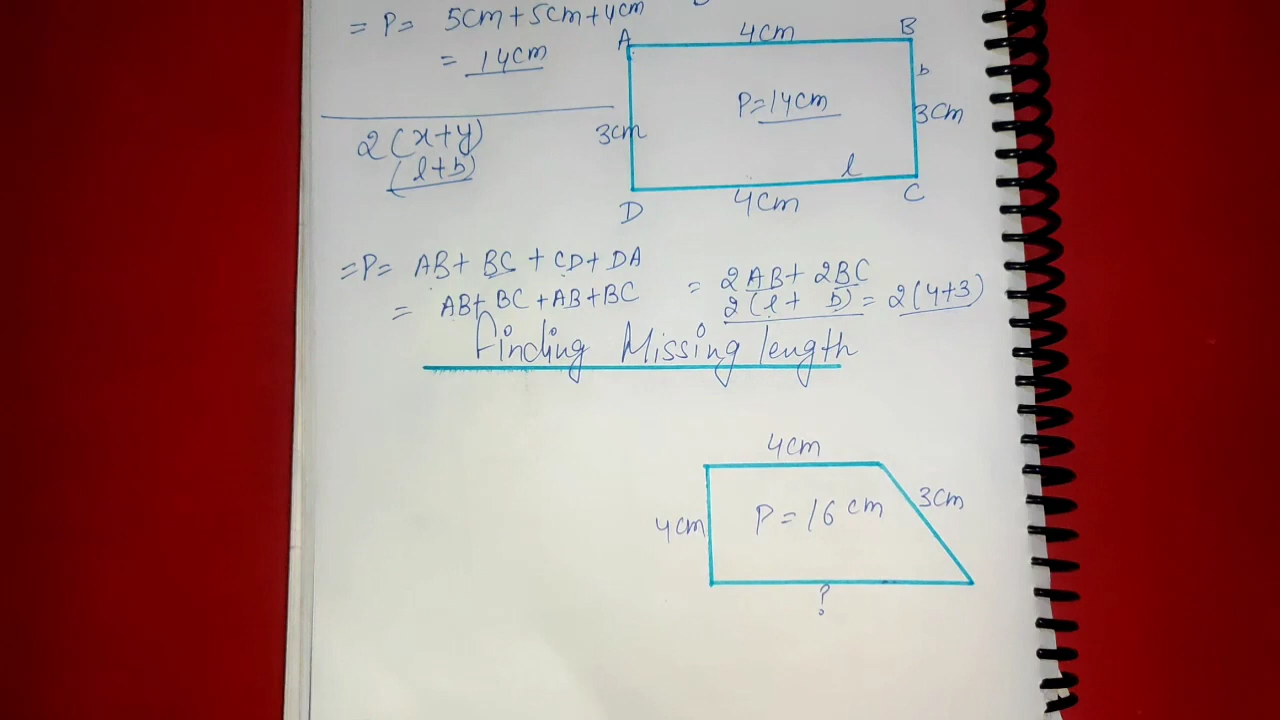 = P= 5cm+5cm+4cm
= 14cm
2(x+y)
(l+b)
A 4cm B
b
P=14cm
3cm
3cm
l
D 4cm C
=P= AB+ BC + CD+ DA
= AB+ BC +AB+BC
= 2AB+ 2BC
2(l+ b) = 2(4+3)
Finding Missing length
4cm
4cm
P= 16 cm
3cm
?